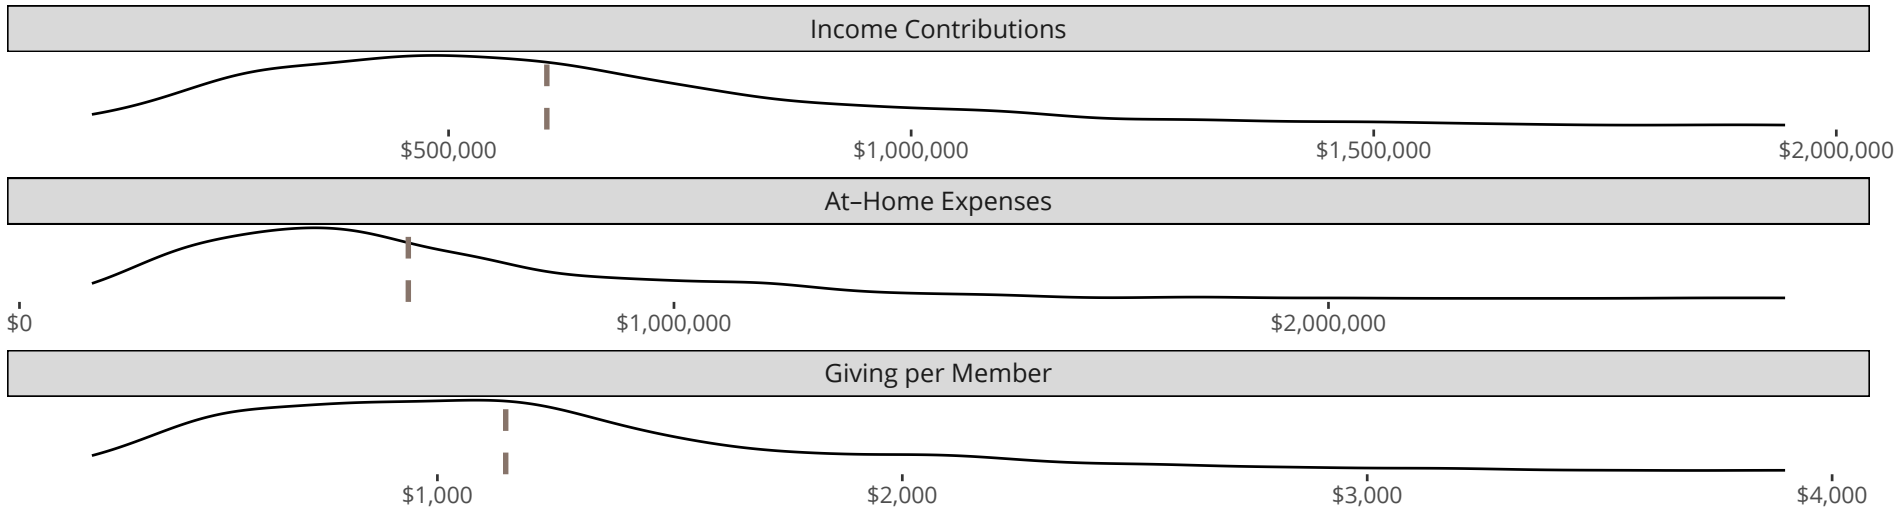 Income Contributions
$500,000 $1,000,000 $1,500,000 $2,000,000
At–Home Expenses
$0 $1,000,000 $2,000,000
Giving per Member
$1,000 $2,000 $3,000 $4,000